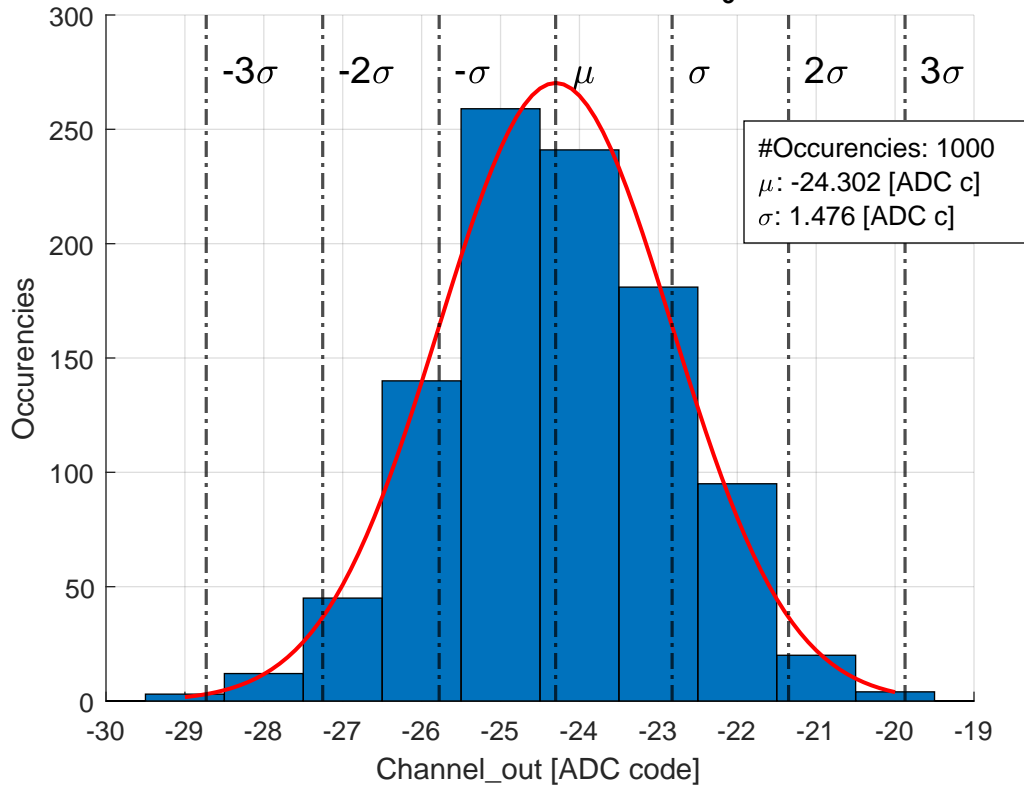 300
250
200
150
100
50
0
Occurencies
-3σ -2σ -σ μ σ 2σ 3σ
#Occurencies: 1000
μ: -24.302 [ADC c]
σ: 1.476 [ADC c]
-30 -29 -28 -27 -26 -25 -24 -23 -22 -21 -20 -19
Channel_out [ADC code]